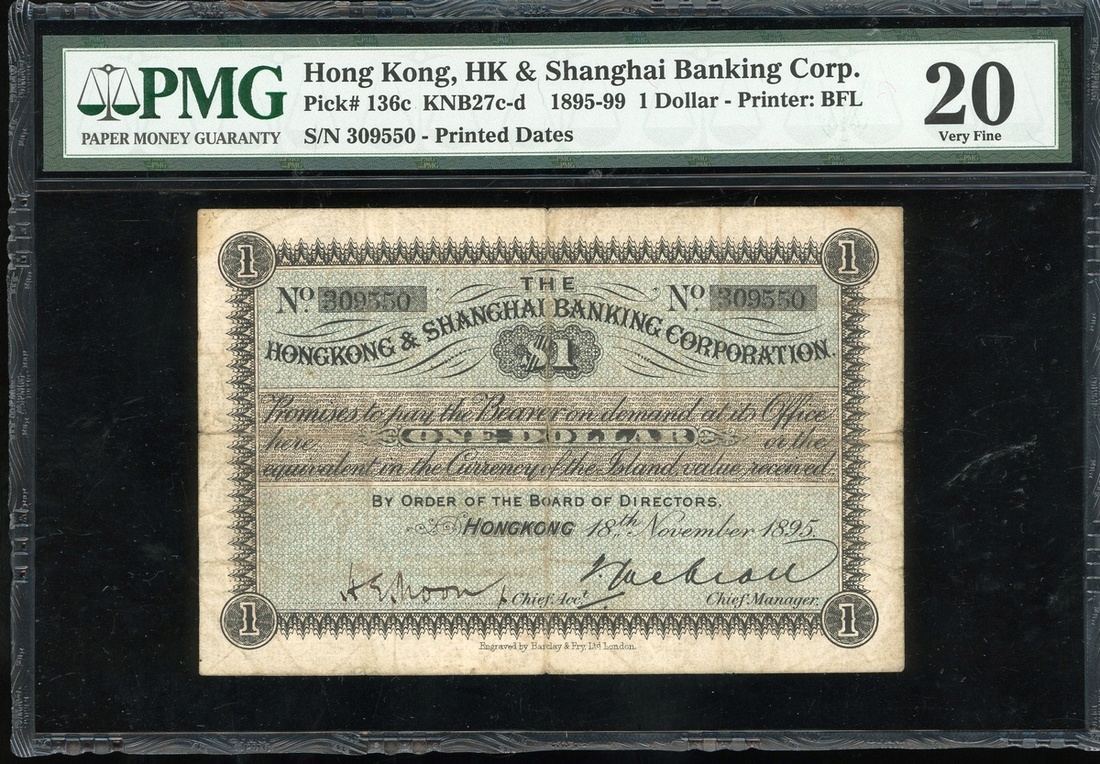 PMG
PAPER MONEY GUARANTY
Hong Kong, HK & Shanghai Banking Corp.
Pick# 136c KNB27c-d 1895-99 1 Dollar - Printer: BFL
S/N 309550 - Printed Dates
20
Very Fine
1
1
THE
No. 309550
No. 309550
HONGKONG & SHANGHAI BANKING CORPORATION.
$1
Promises to pay the Bearer on demand at its Office
here, ONE DOLLAR or the
equivalent in the Currency of the Island, value received.
BY ORDER OF THE BOARD OF DIRECTORS.
HONGKONG 18th November 1895.
Chief Acct.
Chief Manager.
1
1
Engraved by Barclay & Fry, Ltd London.